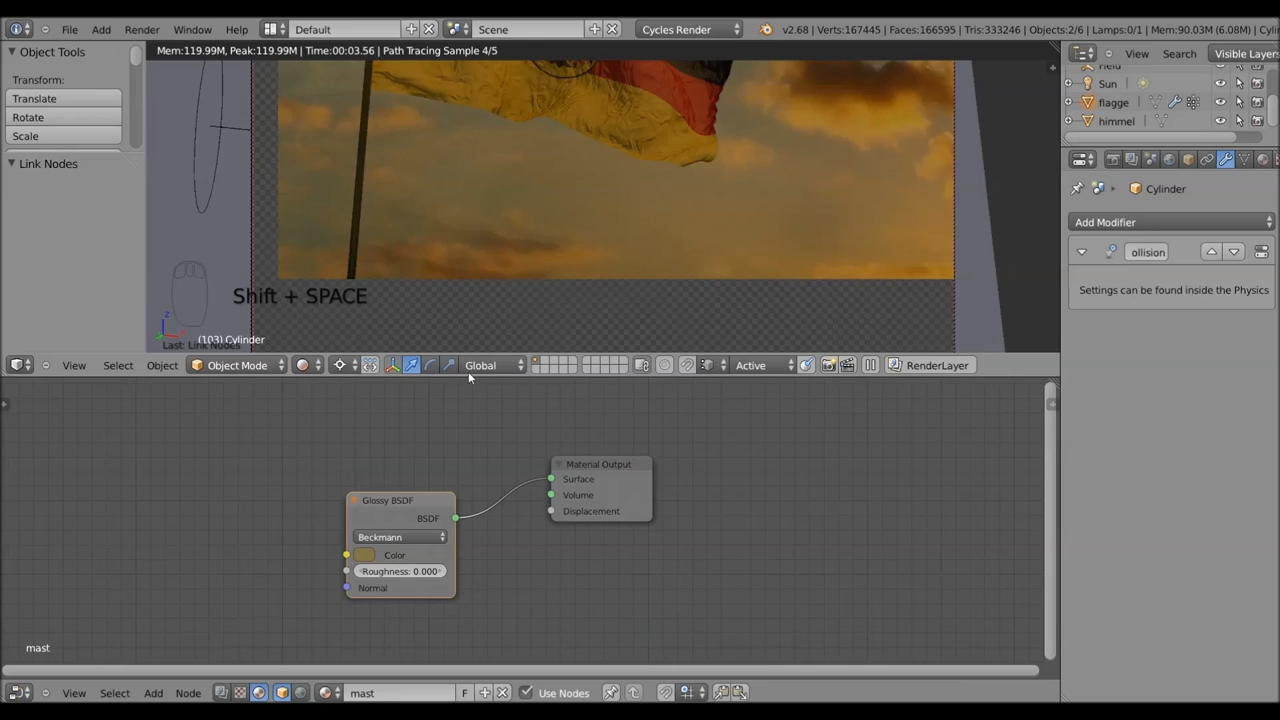 File Add Render Window Help Default Scene Cycles Render v2.68 | Verts:167445 | Faces:166595 | Tris:333246 | Objects:2/6 | Lamps:0/1 | Mem:90.03M (6.08M) | Cylin
Object Tools
Transform:
Translate
Rotate
Scale
Link Nodes
Mem:119.99M, Peak:119.99M | Time:00:03.56 | Path Tracing Sample 4/5
Shift + SPACE
(103) Cylinder
Last: Link Nodes
View Select Object Object Mode Global Active RenderLayer
View Search Visible Layers
Sun
flagge
himmel
Cylinder
Add Modifier
ollision
Settings can be found inside the Physics
Material Output
Surface
Volume
Displacement
Glossy BSDF
BSDF
Beckmann
Color
Roughness: 0.000
Normal
mast
View Select Add Node mast F Use Nodes